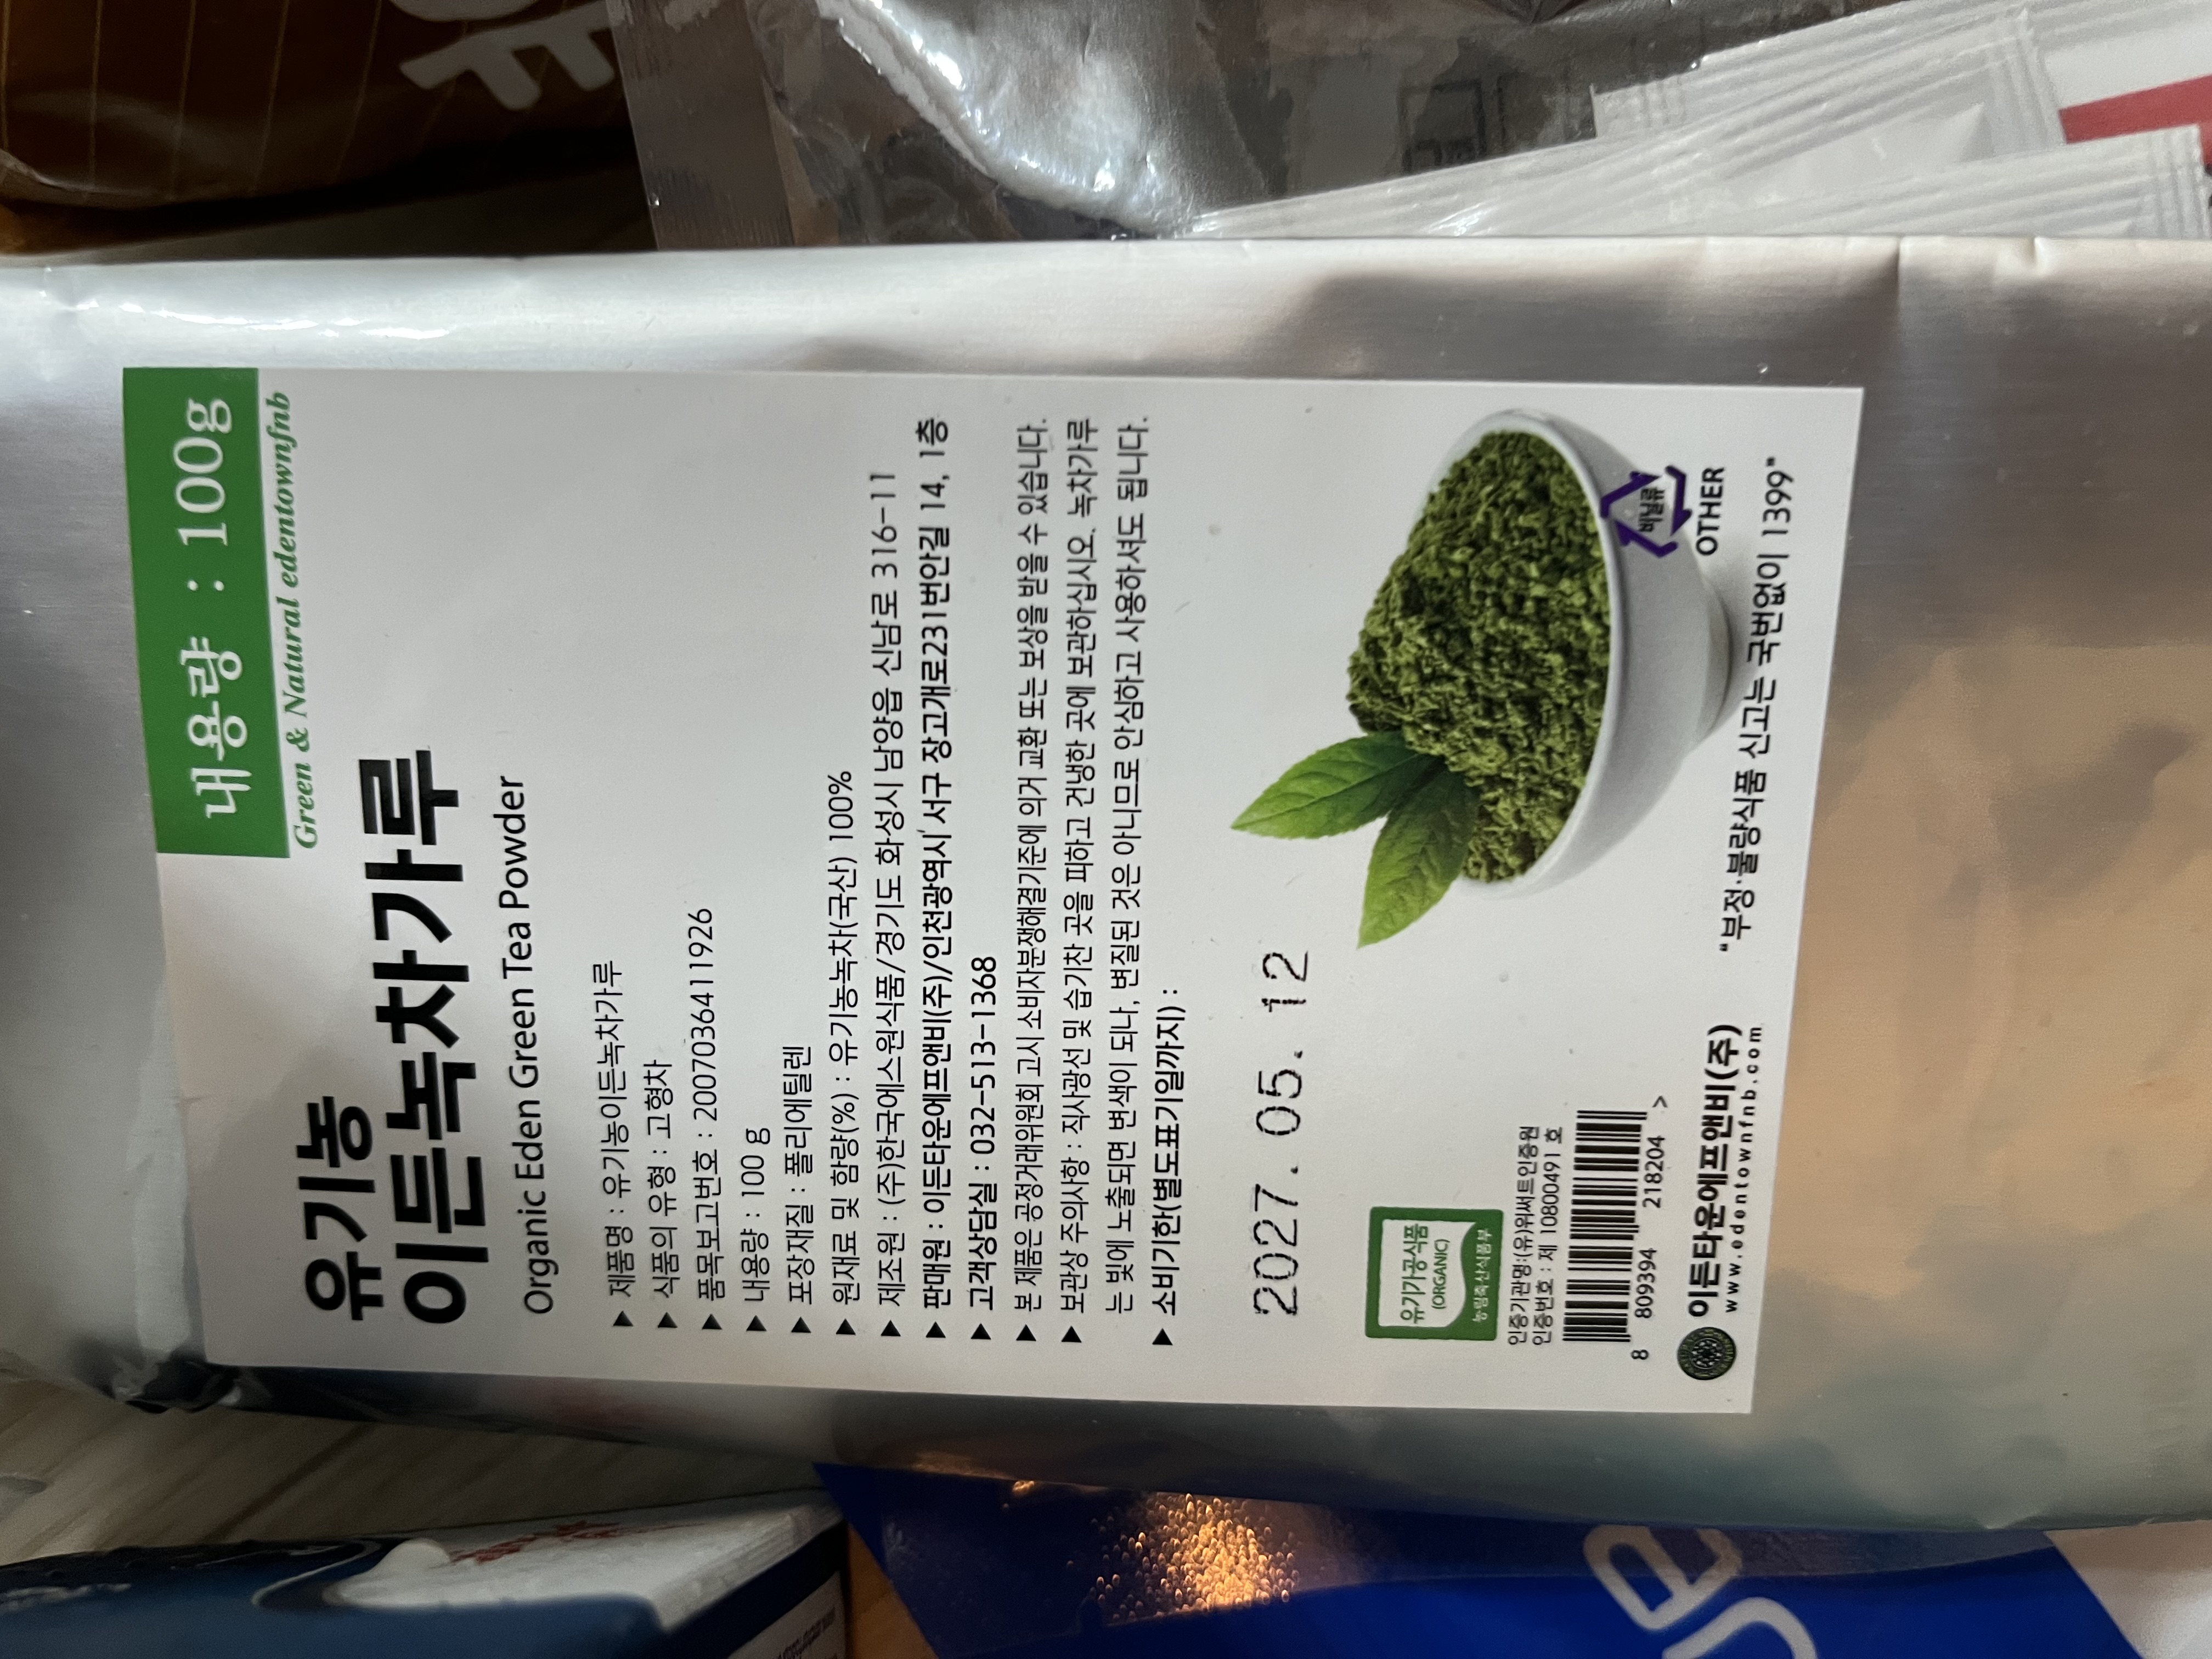 내용량 : 100g
Green & Natural edentownfnb
유기농
이든녹차가루
Organic Eden Green Tea Powder
▶ 제품명 : 유기농이든녹차가루
▶ 식품의 유형 : 고형차
▶ 품목보고번호 : 2007036411926
▶ 내용량 : 100 g
▶ 포장재질 : 폴리에틸렌
▶ 원재료 및 함량(%) : 유기농녹차(국산) 100%
▶ 제조원 : (주)한국에스원식품/경기도 화성시 남양읍 신남로 316-11
▶ 판매원 : 이든타운에프앤비(주)/인천광역시 서구 장고개로231번안길 14, 1층
▶ 고객상담실 : 032-513-1368
▶ 본 제품은 공정거래위원회 고시 소비자분쟁해결기준에 의거 교환 또는 보상을 받을 수 있습니다.
▶ 보관상 주의사항 : 직사광선 및 습기찬 곳을 피하고 건냉한 곳에 보관하십시오. 녹차가루
는 빛에 노출되면 변색이 되나, 변질된 것은 아니므로 안심하고 사용하셔도 됩니다.
▶ 소비기한(별도표기일까지) :
2027. 05. 12
유기가공식품
(ORGANIC)
농림축산식품부
인증기관명:(유)위써트인증원
인증번호 : 제 10800491 호
8 809394 218204 >
이든타운에프앤비(주)
www.edentownfnb.com
비닐류
OTHER
"부정·불량식품 신고는 국번없이 1399"